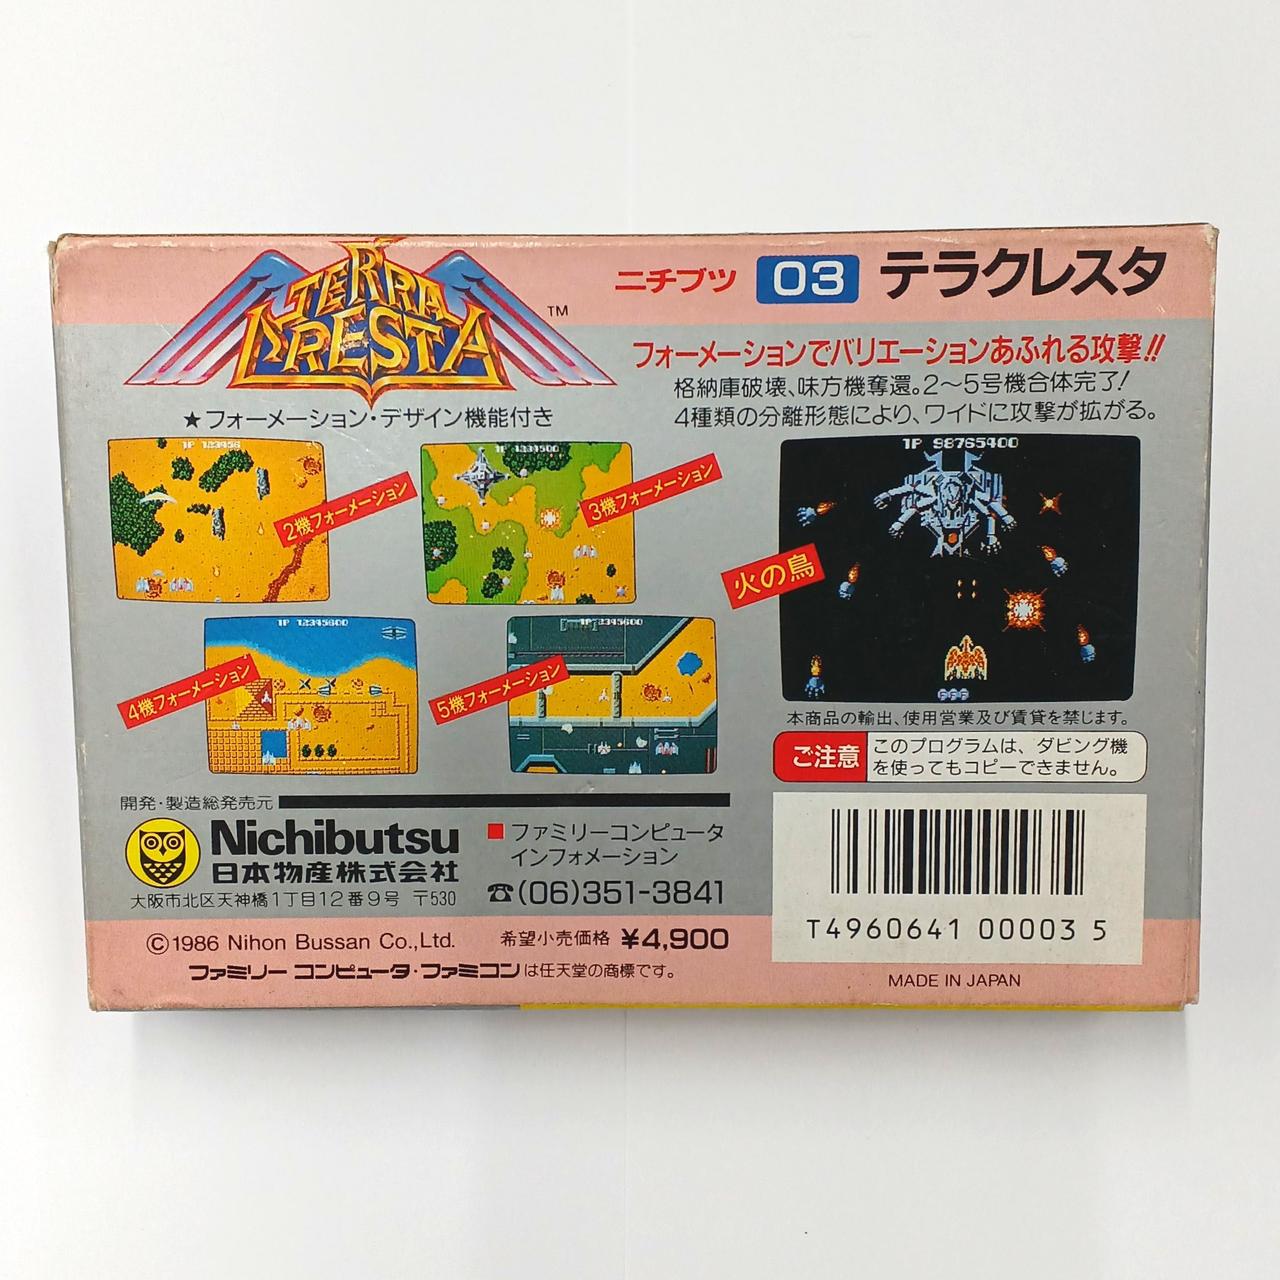 TERRA CRESTA
TM
ニチブツ 03 テラクレスタ
★フォーメーション・デザイン機能付き
フォーメーションでバリエーションあふれる攻撃!!
格納庫破壊、味方機奪還。2〜5号機合体完了!
4種類の分離形態により、ワイドに攻撃が拡がる。
1P 123456
2機フォーメーション
1P 1234500
3機フォーメーション
1P 98765400
火の鳥
FFF
1P 12345600
4機フォーメーション
1P 2345600
5機フォーメーション
本商品の輸出、使用営業及び賃貸を禁じます。
ご注意
このプログラムは、ダビング機
を使ってもコピーできません。
開発・製造総発売元
Nichibutsu
日本物産株式会社
大阪市北区天神橋1丁目12番9号 〒530
■ファミリーコンピュータ
インフォメーション
☎(06)351-3841
©1986 Nihon Bussan Co.,Ltd.
希望小売価格 ¥4,900
ファミリーコンピュータ・ファミコンは任天堂の商標です。
T4960641 00003 5
MADE IN JAPAN